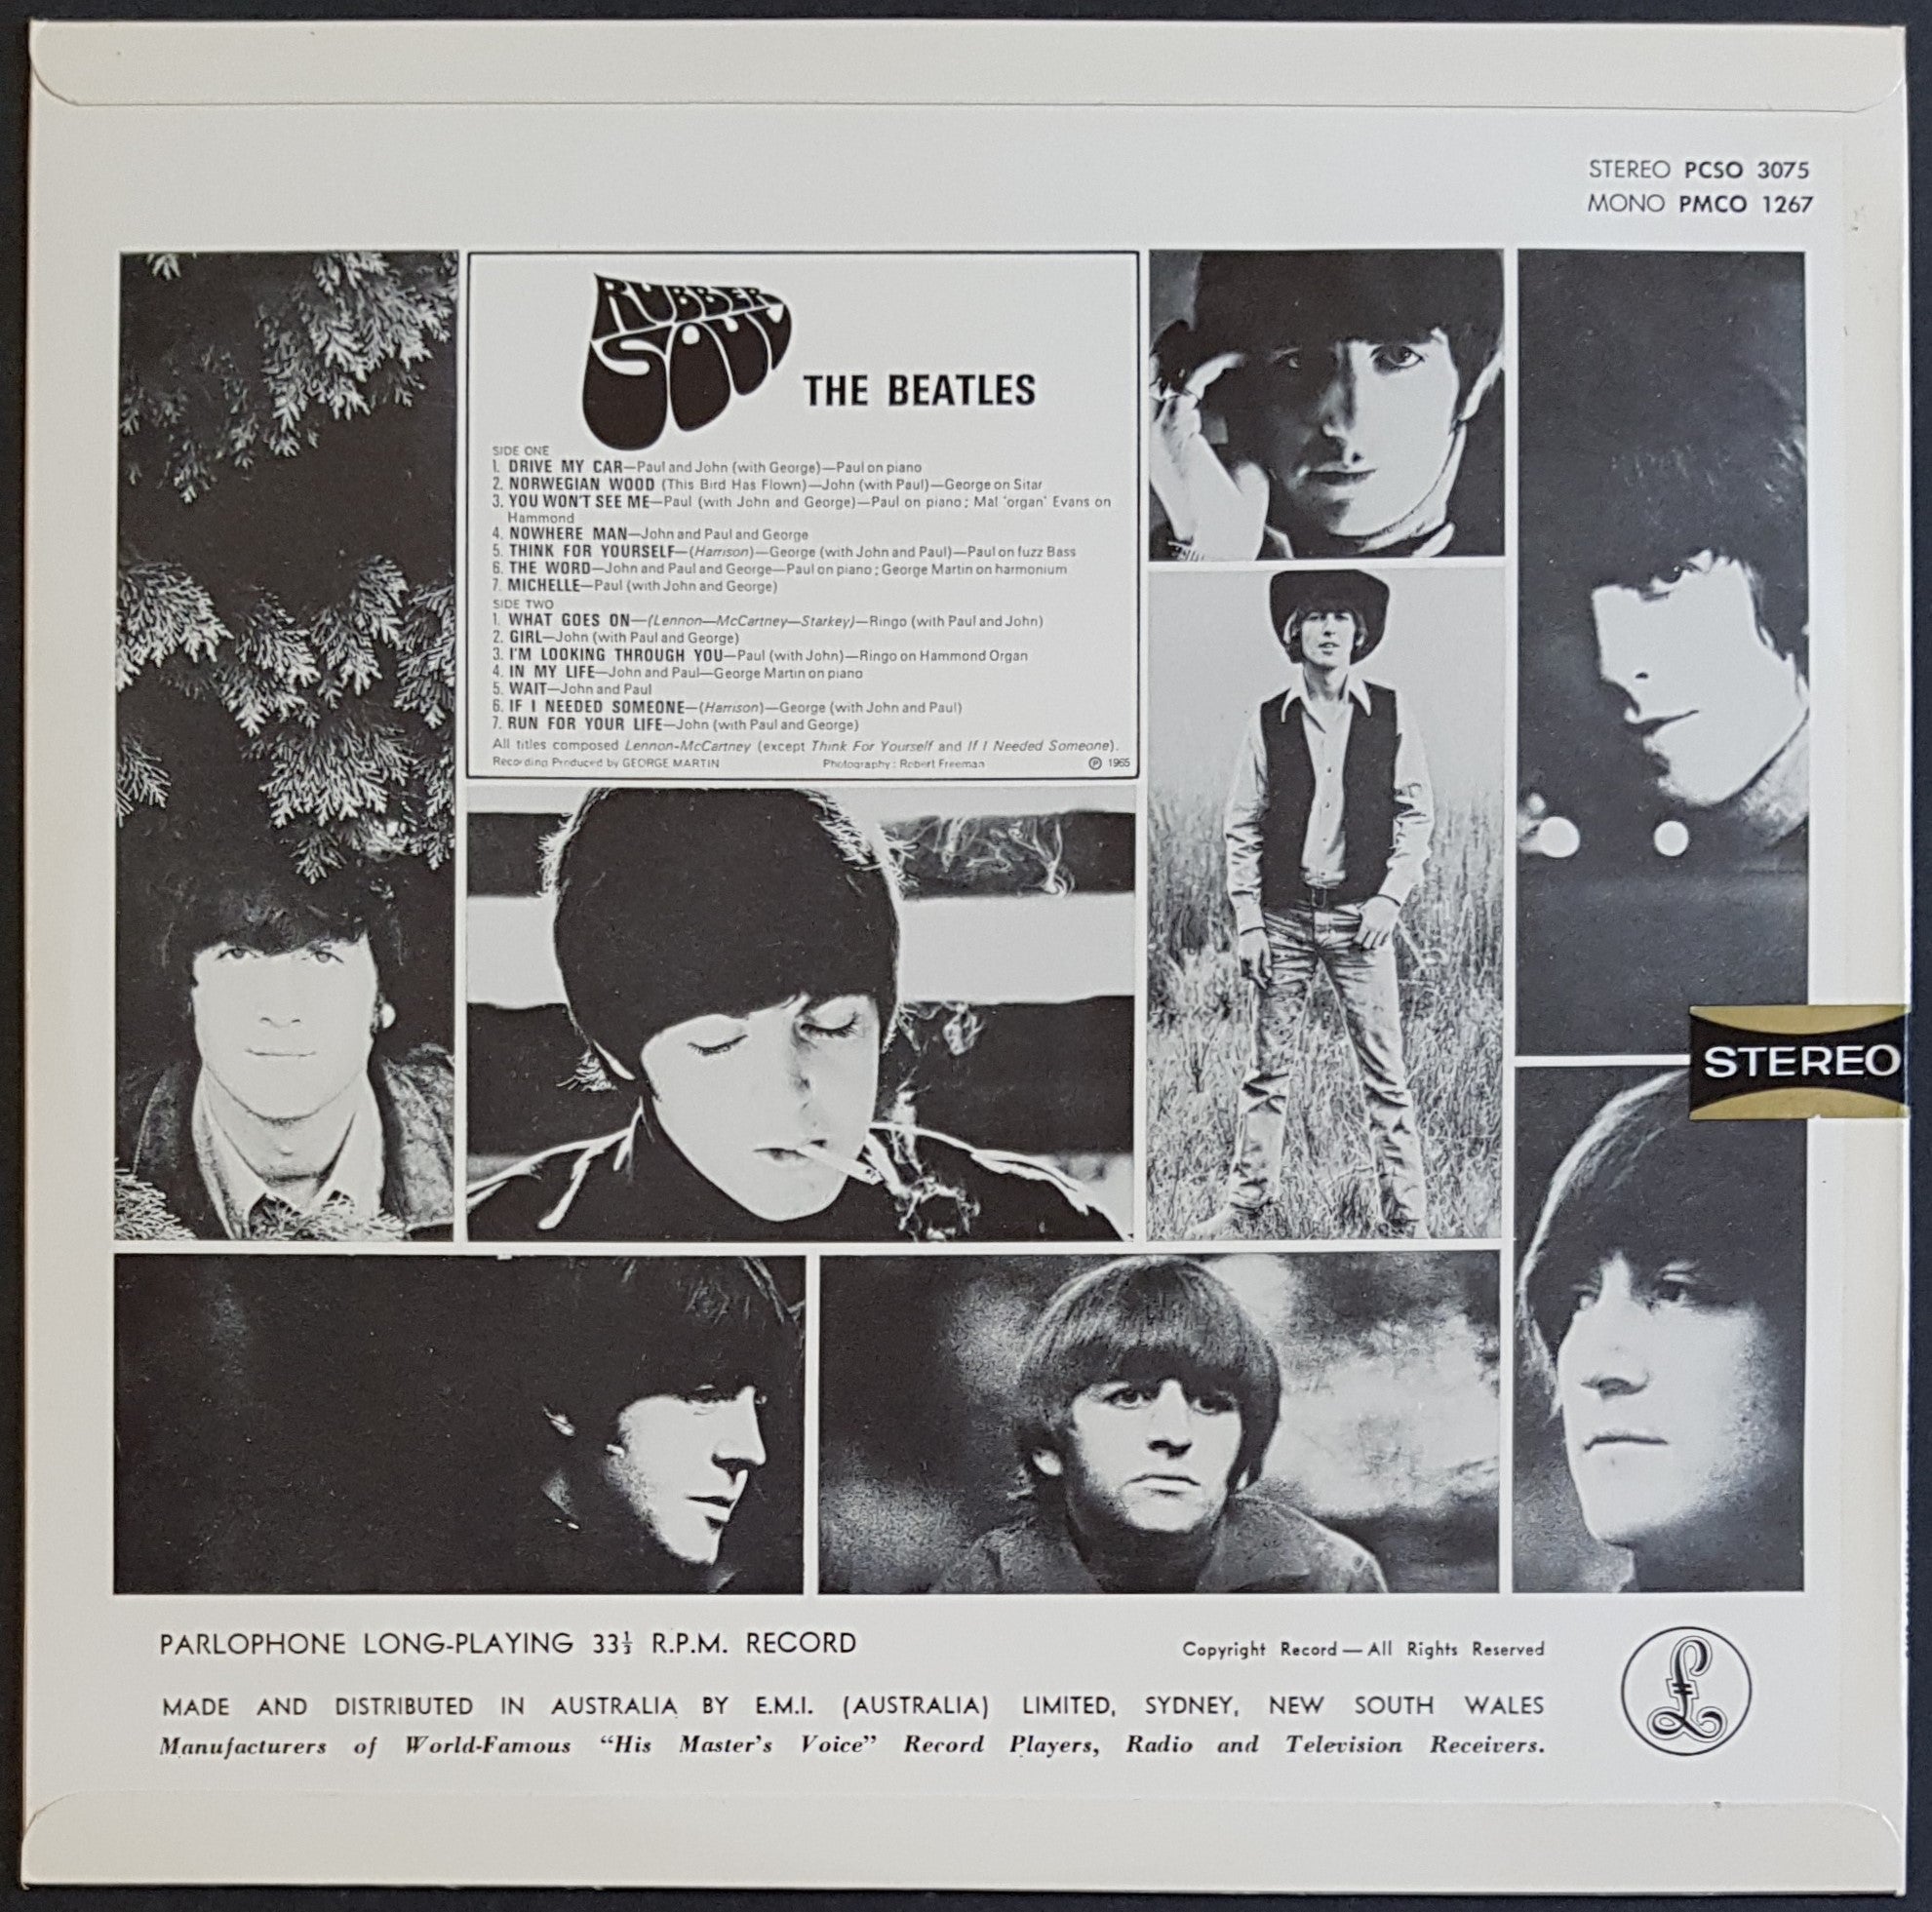 STEREO PCSO 3075
MONO PMCO 1267
RUBBER
SOUL
THE BEATLES
SIDE ONE
1. DRIVE MY CAR—Paul and John (with George)—Paul on piano
2. NORWEGIAN WOOD (This Bird Has Flown)—John (with Paul)—George on Sitar
3. YOU WON'T SEE ME—Paul (with John and George)—Paul on piano; Mal 'organ' Evans on
Hammond
4. NOWHERE MAN—John and Paul and George
5. THINK FOR YOURSELF—(Harrison)—George (with John and Paul)—Paul on fuzz Bass
6. THE WORD—John and Paul and George—Paul on piano; George Martin on harmonium
7. MICHELLE—Paul (with John and George)
SIDE TWO
1. WHAT GOES ON—(Lennon—McCartney—Starkey)—Ringo (with Paul and John)
2. GIRL—John (with Paul and George)
3. I'M LOOKING THROUGH YOU—Paul (with John)—Ringo on Hammond Organ
4. IN MY LIFE—John and Paul—George Martin on piano
5. WAIT—John and Paul
6. IF I NEEDED SOMEONE—(Harrison)—George (with John and Paul)
7. RUN FOR YOUR LIFE—John (with Paul and George)
All titles composed Lennon-McCartney (except Think For Yourself and If I Needed Someone).
Recording Produced by GEORGE MARTIN Photography: Robert Freeman ℗ 1965
STEREO
PARLOPHONE LONG-PLAYING 33⅓ R.P.M. RECORD
Copyright Record — All Rights Reserved
MADE AND DISTRIBUTED IN AUSTRALIA BY E.M.I. (AUSTRALIA) LIMITED, SYDNEY, NEW SOUTH WALES
Manufacturers of World-Famous "His Master's Voice" Record Players, Radio and Television Receivers.
£